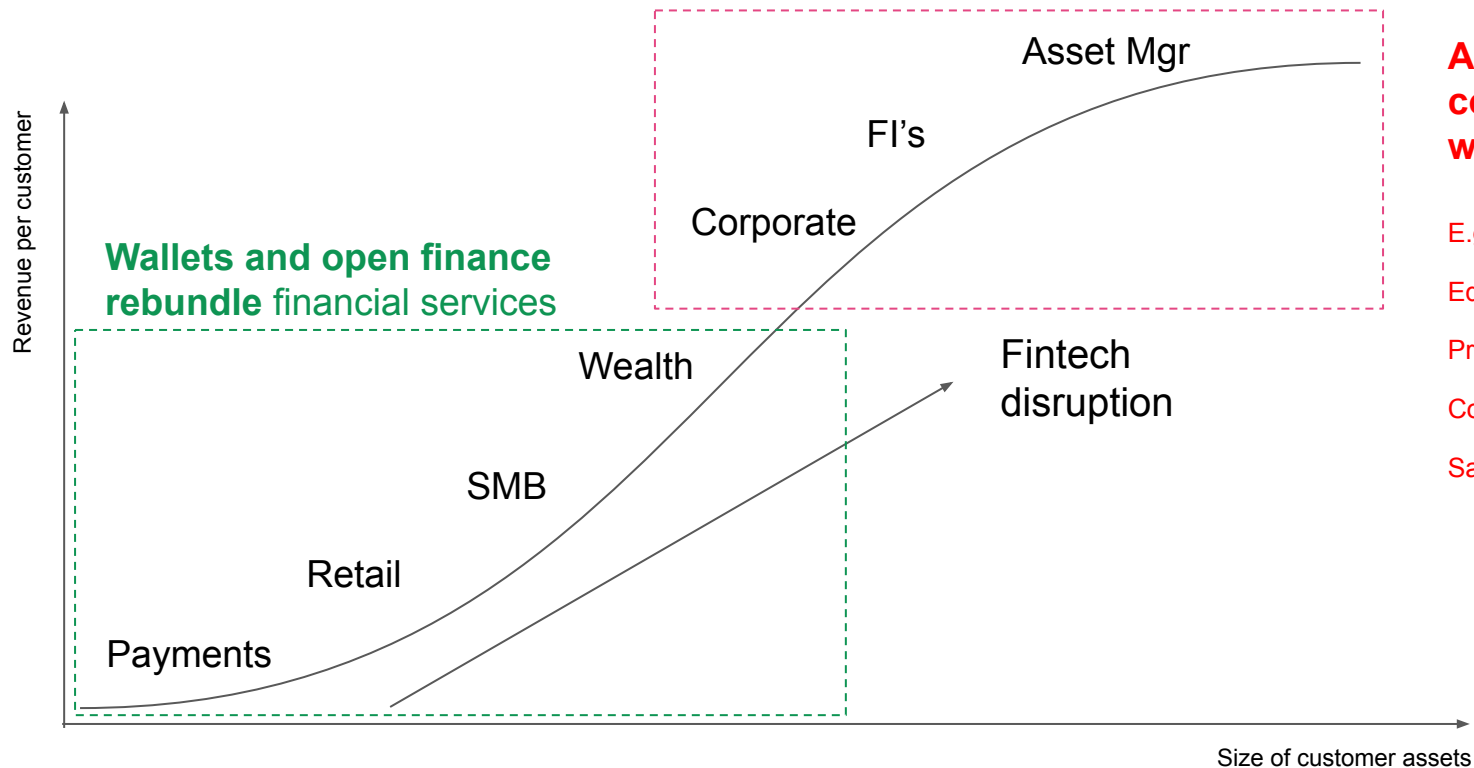 Asset Mgr
FI's
Corporate
Revenue per customer
Wallets and open finance
rebundle financial services
Wealth
Fintech
disruption
SMB
Retail
Payments
Size of customer assets